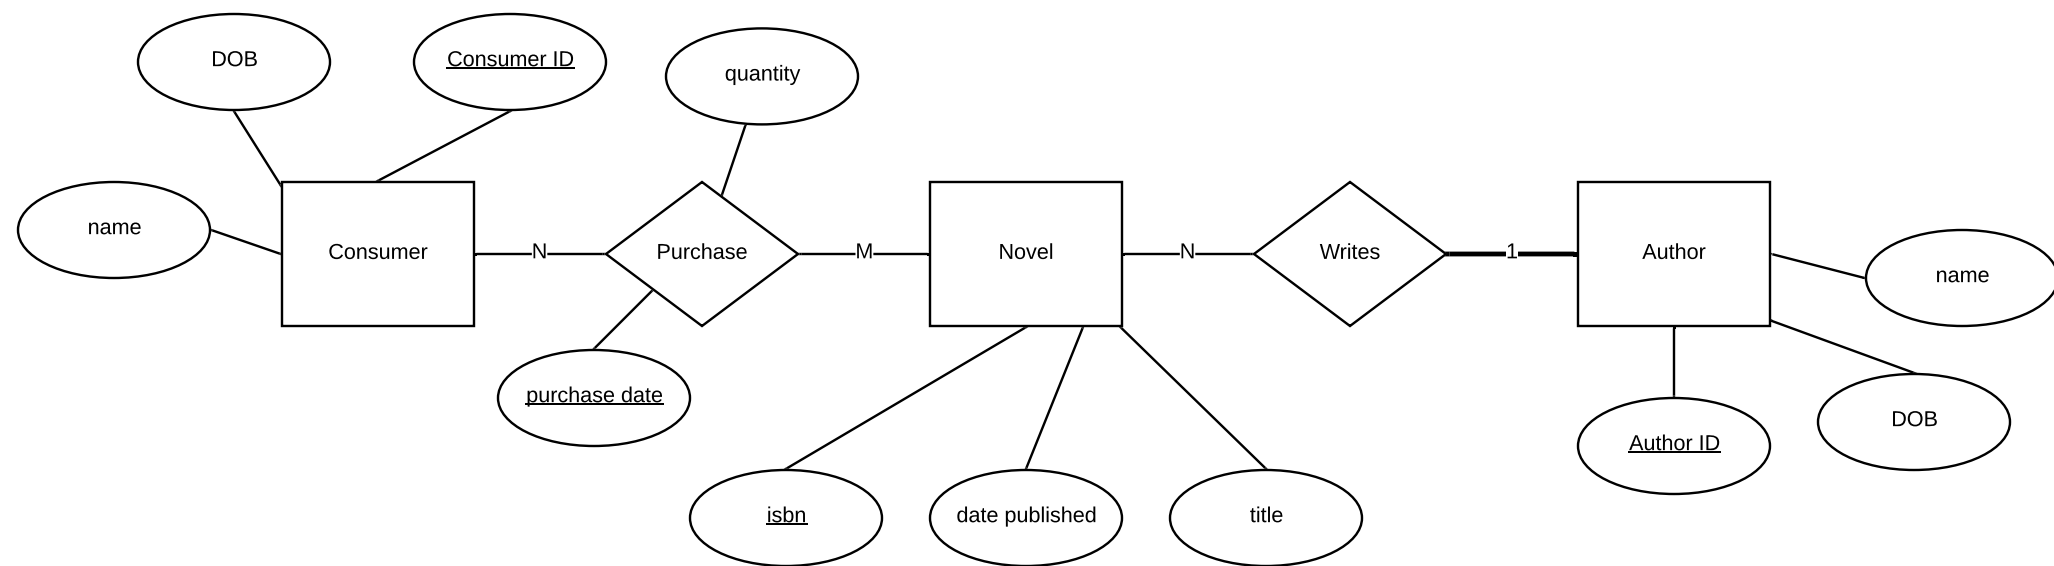 DOB
Consumer ID
quantity
name
Consumer
N
Purchase
M
Novel
N
Writes
1
Author
name
purchase date
Author ID
DOB
isbn
date published
title